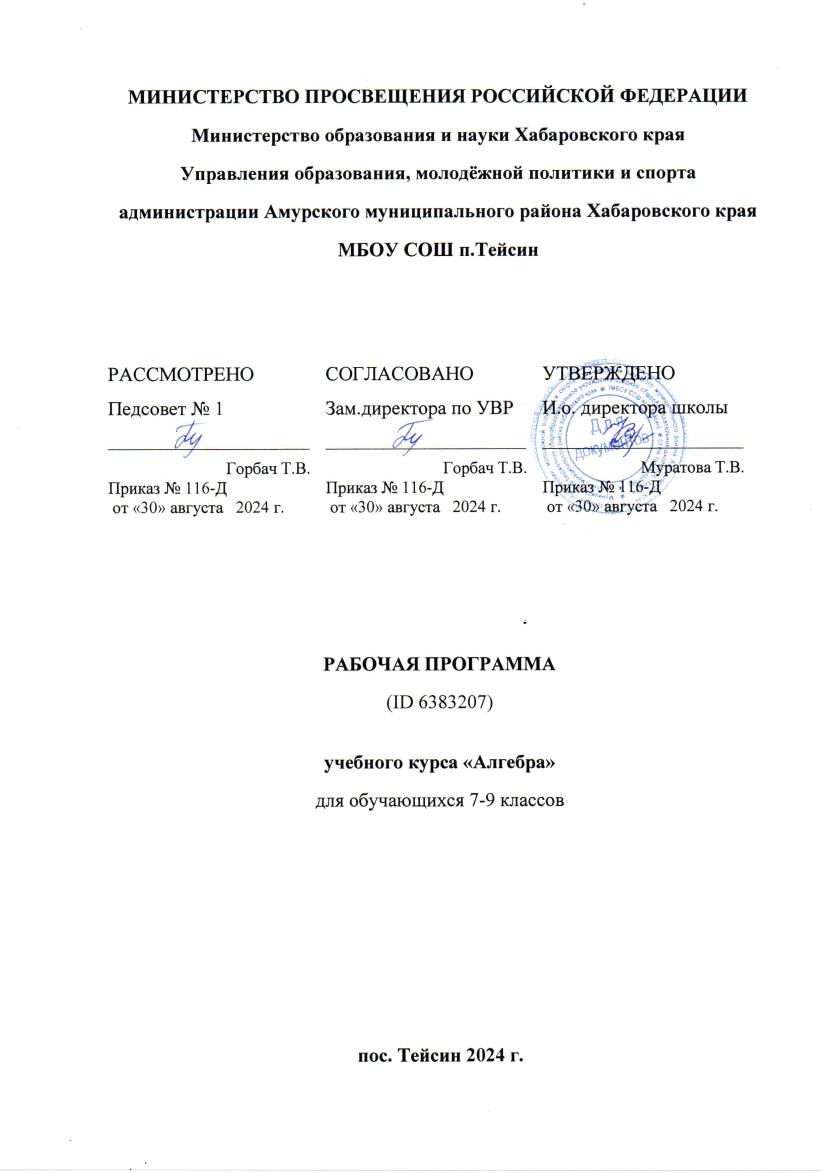 МИНИСТЕРСТВО ПРОСВЕЩЕНИЯ РОССИЙСКОЙ ФЕДЕРАЦИИ
Министерство образования и науки Хабаровского края
Управления образования, молодёжной политики и спорта
администрации Амурского муниципального района Хабаровского края
МБОУ СОШ п.Тейсин
РАССМОТРЕНО
Педсовет № 1
Горбач Т.В.
Приказ № 116-Д
от «30» августа 2024 г.
СОГЛАСОВАНО
Зам.директора по УВР
Горбач Т.В.
Приказ № 116-Д
от «30» августа 2024 г.
УТВЕРЖДЕНО
И.о. директора школы
Для
документов
Муратова Т.В.
Приказ № 116-Д
от «30» августа 2024 г.
РАБОЧАЯ ПРОГРАММА
(ID 6383207)
учебного курса «Алгебра»
для обучающихся 7-9 классов
пос. Тейсин 2024 г.